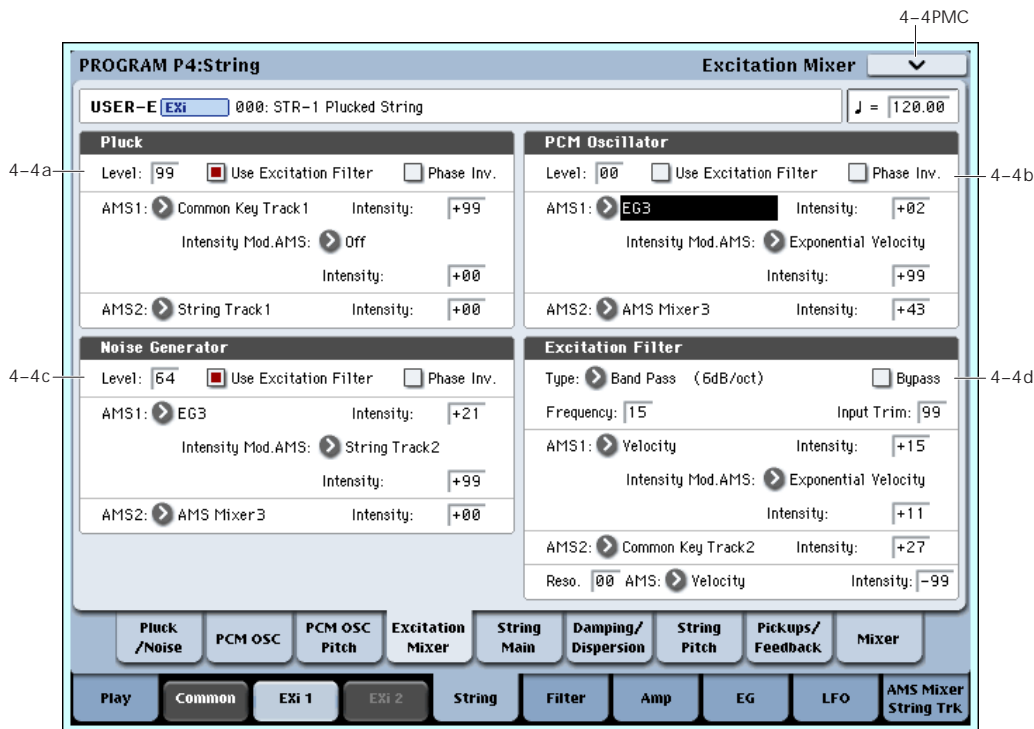 4–4PMC
PROGRAM P4:String
Excitation Mixer
USER-E EXi 000: STR-1 Plucked String
♩ = 120.00
4–4a
Pluck
Level: 99 Use Excitation Filter Phase Inv.
AMS1: Common Key Track1 Intensity: +99
Intensity Mod.AMS: Off
Intensity: +00
AMS2: String Track1 Intensity: +00
4–4b
PCM Oscillator
Level: 00 Use Excitation Filter Phase Inv.
AMS1: EG3 Intensity: +02
Intensity Mod.AMS: Exponential Velocity
Intensity: +99
AMS2: AMS Mixer3 Intensity: +43
4–4c
Noise Generator
Level: 64 Use Excitation Filter Phase Inv.
AMS1: EG3 Intensity: +21
Intensity Mod.AMS: String Track2
Intensity: +99
AMS2: AMS Mixer3 Intensity: +00
4–4d
Excitation Filter
Type: Band Pass (6dB/oct) Bypass
Frequency: 15 Input Trim: 99
AMS1: Velocity Intensity: +15
Intensity Mod.AMS: Exponential Velocity
Intensity: +11
AMS2: Common Key Track2 Intensity: +27
Reso. 00 AMS: Velocity Intensity: -99
Pluck
/Noise
PCM OSC
PCM OSC
Pitch
Excitation
Mixer
String
Main
Damping/
Dispersion
String
Pitch
Pickups/
Feedback
Mixer
Play
Common
EXi 1
EXi 2
String
Filter
Amp
EG
LFO
AMS Mixer
String Trk